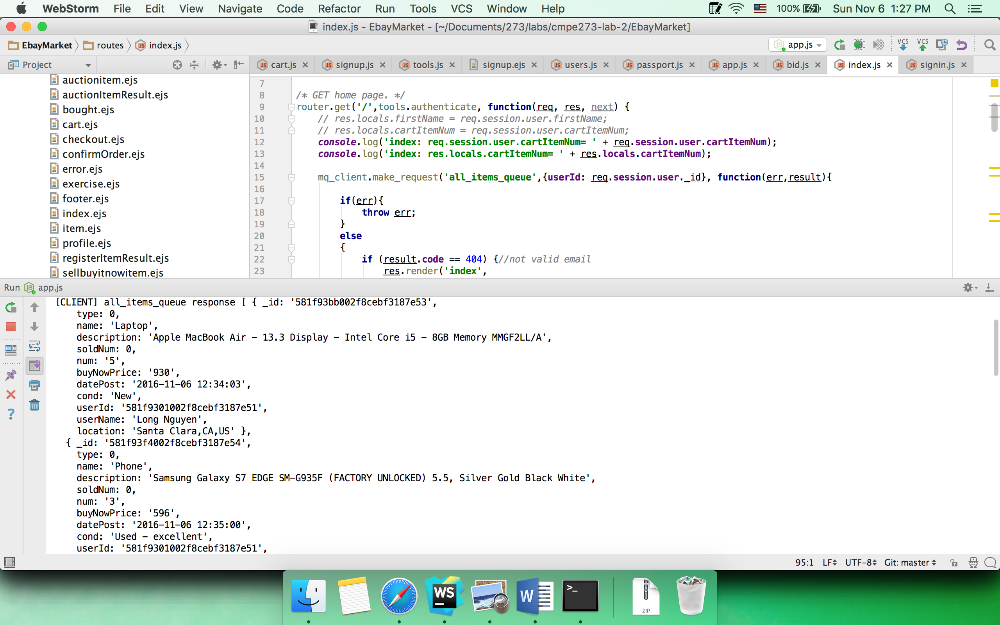 WebStorm File Edit View Navigate Code Refactor Run Tools VCS Window Help 100% Sun Nov 6 1:27 PM
index.js - EbayMarket - [~/Documents/273/labs/cmpe273-lab-2/EbayMarket]
EbayMarket routes JS index.js JS app.js VCS VCS
Project JS cart.js JS signup.js JS tools.js signup.ejs JS users.js JS passport.js JS app.js JS bid.js JS index.js JS signin.js
auctionitem.ejs
auctionItemResult.ejs
bought.ejs
cart.ejs
checkout.ejs
confirmOrder.ejs
error.ejs
exercise.ejs
footer.ejs
index.ejs
item.ejs
profile.ejs
registerItemResult.ejs
sellbuyitnowitem.ejs
7
8 /* GET home page. */
9 router.get('/',tools.authenticate, function(req, res, next) {
10 // res.locals.firstName = req.session.user.firstName;
11 // res.locals.cartItemNum = req.session.user.cartItemNum;
12 console.log('index: req.session.user.cartItemNum= ' + req.session.user.cartItemNum);
13 console.log('index: res.locals.cartItemNum= ' + res.locals.cartItemNum);
14
15 mq_client.make_request('all_items_queue',{userId: req.session.user._id}, function(err,result){
16
17 if(err){
18 throw err;
19 }
20 else
21 {
22 if (result.code == 404) {//not valid email
23 res.render('index',
Run JS app.js
[CLIENT] all_items_queue response [ { _id: '581f93bb002f8cebf3187e53',
type: 0,
name: 'Laptop',
description: 'Apple MacBook Air - 13.3 Display - Intel Core i5 - 8GB Memory MMGF2LL/A',
soldNum: 0,
num: '5',
buyNowPrice: '930',
datePost: '2016-11-06 12:34:03',
cond: 'New',
userId: '581f9301002f8cebf3187e51',
userName: 'Long Nguyen',
location: 'Santa Clara,CA,US' },
{ _id: '581f93f4002f8cebf3187e54',
type: 0,
name: 'Phone',
description: 'Samsung Galaxy S7 EDGE SM-G935F (FACTORY UNLOCKED) 5.5, Silver Gold Black White',
soldNum: 0,
num: '3',
buyNowPrice: '596',
datePost: '2016-11-06 12:35:00',
cond: 'Used - excellent',
userId: '581f9301002f8cebf3187e51',
95:1 LF UTF-8 Git: master
WS W >_ ZIP